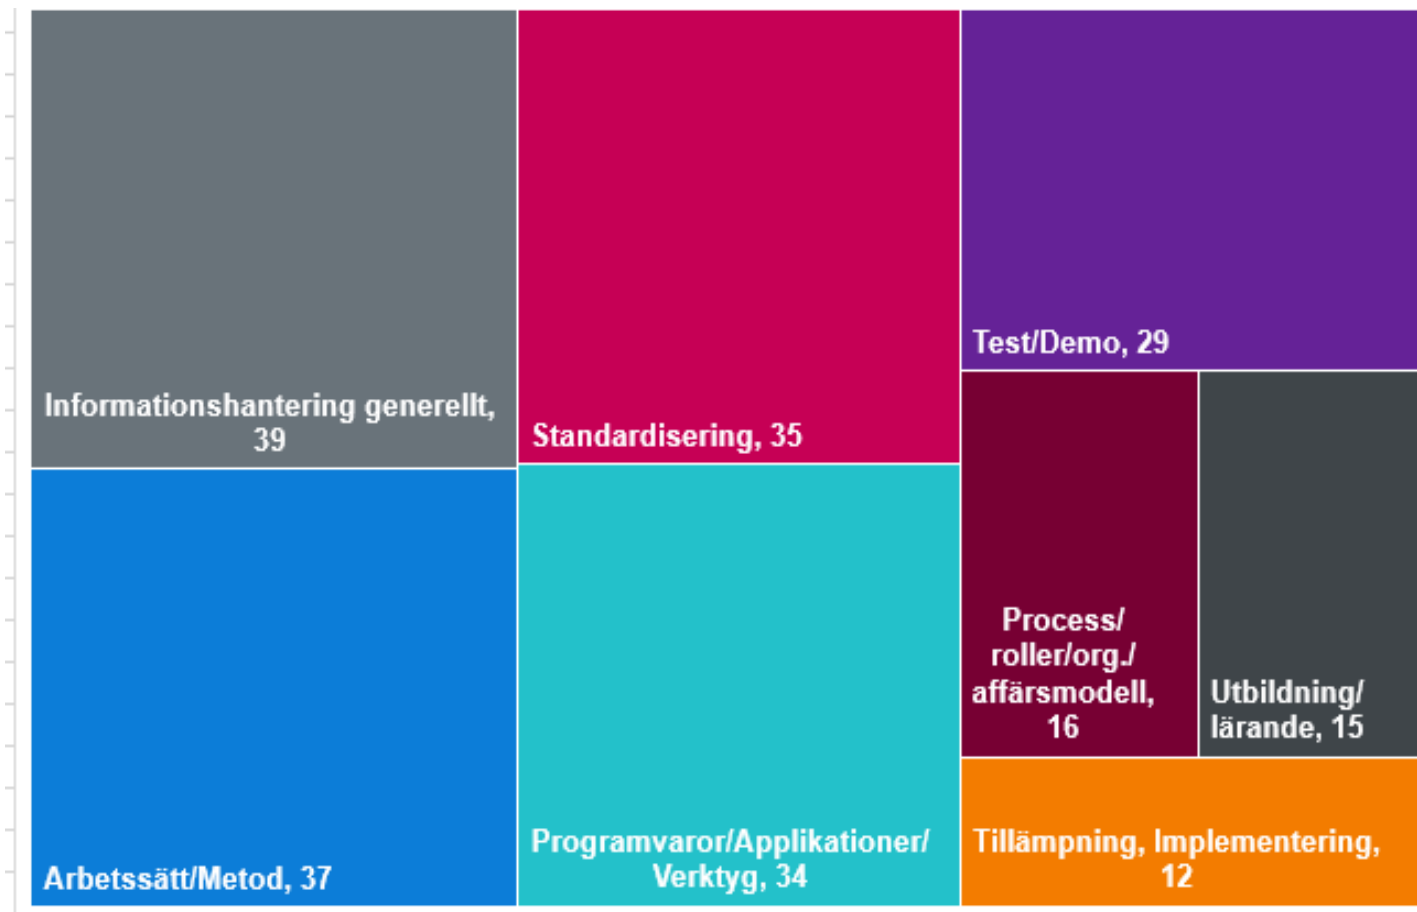 Informationshantering generellt,
39
Standardisering, 35
Test/Demo, 29
Arbetssätt/Metod, 37
Programvaror/Applikationer/
Verktyg, 34
Process/
roller/org./
affärsmodell,
16
Utbildning/
lärande, 15
Tillämpning, Implementering,
12